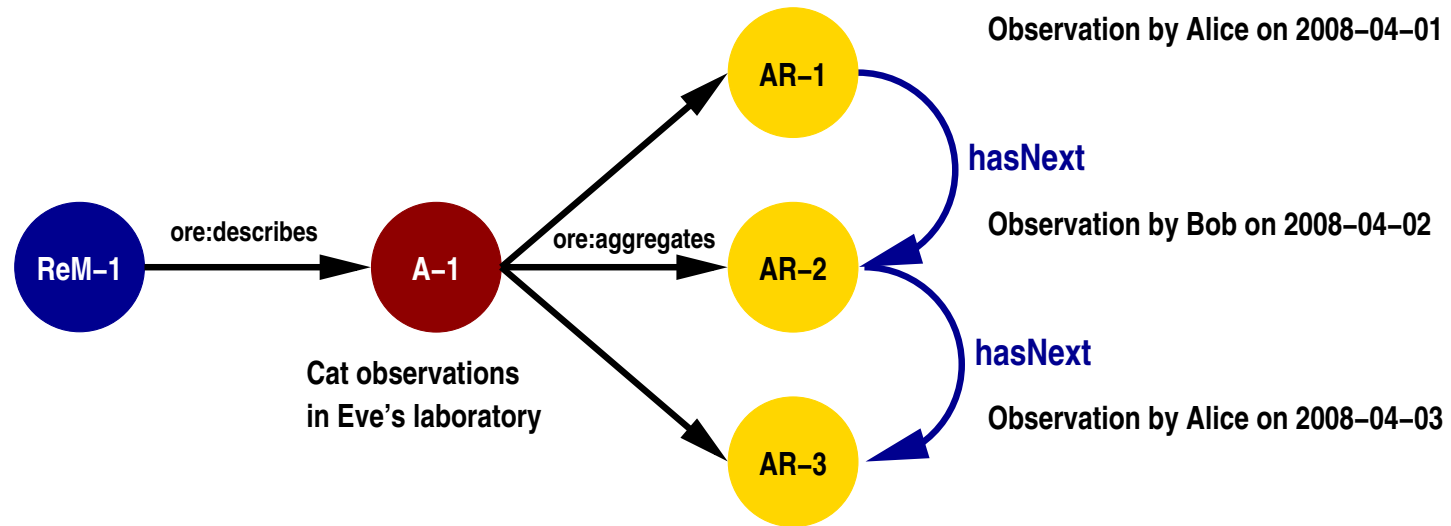 Observation by Alice on 2008–04–01
AR–1
hasNext
Observation by Bob on 2008–04–02
ore:describes
ore:aggregates
ReM–1
A–1
AR–2
hasNext
Cat observations
in Eve's laboratory
Observation by Alice on 2008–04–03
AR–3